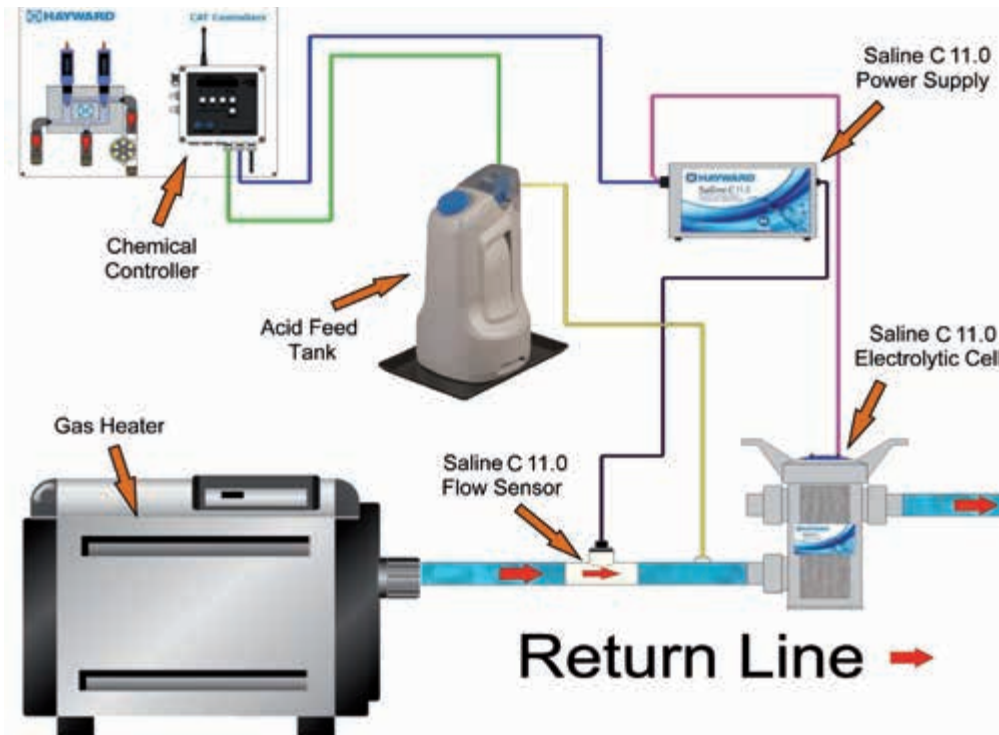 HAYWARD
CAT Controllers
Saline C 11.0
Power Supply
HAYWARD
Saline C 11.0
Chemical
Controller
Acid Feed
Tank
Saline C 11.0
Electrolytic Cell
Gas Heater
Saline C 11.0
Flow Sensor
Return Line